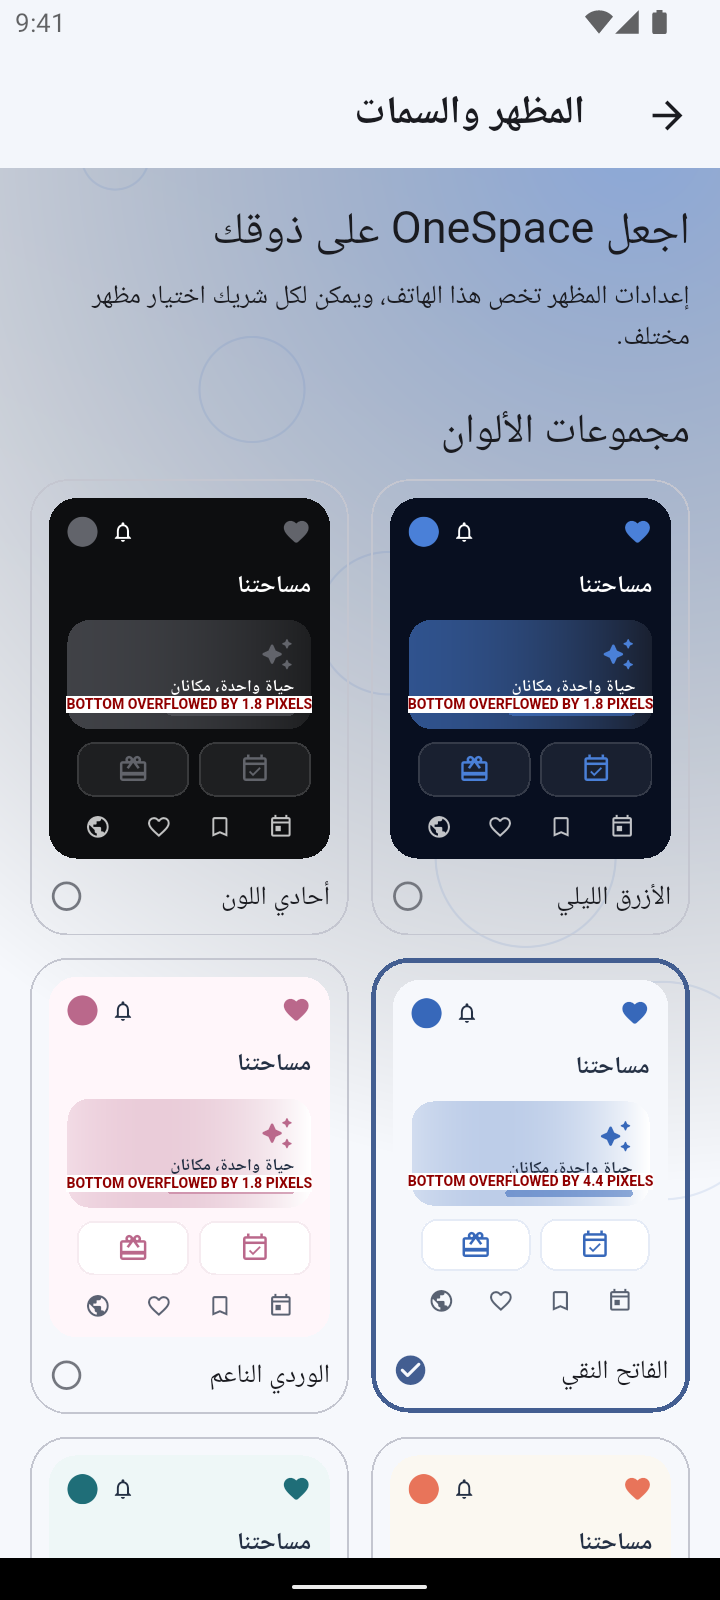 9:41
المظهر والسمات
اجعل OneSpace على ذوقك
إعدادات المظهر تخص هذا الهاتف، ويمكن لكل شريك اختيار مظهر
مختلف.
مجموعات الألوان
مساحتنا
حياة واحدة، مكانان
BOTTOM OVERFLOWED BY 1.8 PIXELS
الأزرق الليلي
مساحتنا
حياة واحدة، مكانان
BOTTOM OVERFLOWED BY 1.8 PIXELS
أحادي اللون
مساحتنا
حياة واحدة، مكانان
BOTTOM OVERFLOWED BY 4.4 PIXELS
الفاتح النقي
مساحتنا
حياة واحدة، مكانان
BOTTOM OVERFLOWED BY 1.8 PIXELS
الوردي الناعم
مساحتنا
مساحتنا